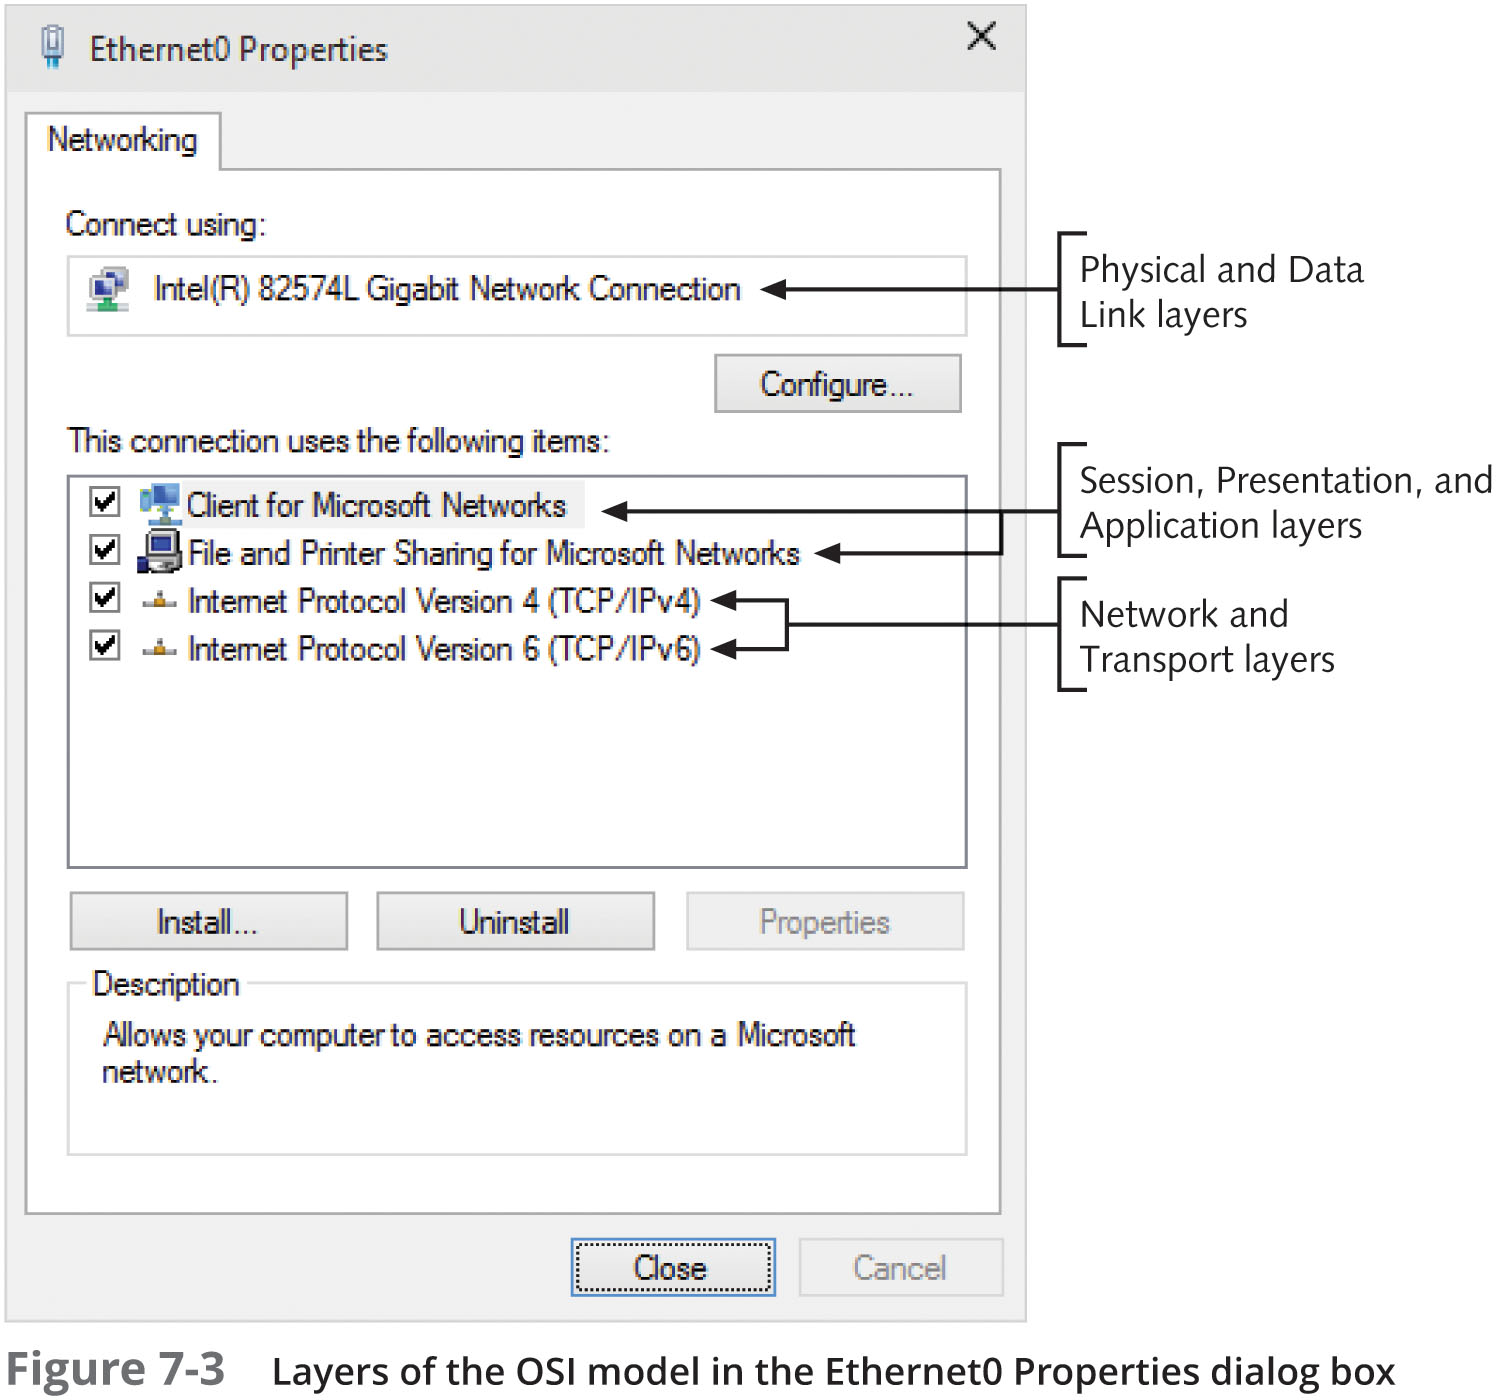 Ethernet0 Properties
Networking
Connect using:
Intel(R) 82574L Gigabit Network Connection
Physical and Data
Link layers
Configure...
This connection uses the following items:
Client for Microsoft Networks
File and Printer Sharing for Microsoft Networks
Internet Protocol Version 4 (TCP/IPv4)
Internet Protocol Version 6 (TCP/IPv6)
Session, Presentation, and
Application layers
Network and
Transport layers
Install...
Uninstall
Properties
Description
Allows your computer to access resources on a Microsoft
network.
Close
Cancel
Figure 7-3 Layers of the OSI model in the Ethernet0 Properties dialog box